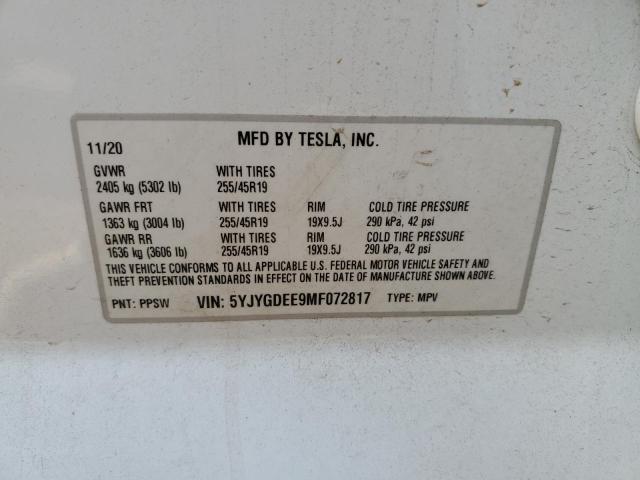 11/20 MFD BY TESLA, INC.
GVWR WITH TIRES
2405 kg (5302 lb) 255/45R19
GAWR FRT WITH TIRES RIM COLD TIRE PRESSURE
1363 kg (3004 lb) 255/45R19 19X9.5J 290 kPa, 42 psi
GAWR RR WITH TIRES RIM COLD TIRE PRESSURE
1636 kg (3606 lb) 255/45R19 19X9.5J 290 kPa, 42 psi
THIS VEHICLE CONFORMS TO ALL APPLICABLE U.S. FEDERAL MOTOR VEHICLE SAFETY AND
THEFT PREVENTION STANDARDS IN EFFECT ON THE DATE OF MANUFACTURE SHOWN ABOVE.
PNT: PPSW VIN: 5YJYGDEE9MF072817 TYPE: MPV